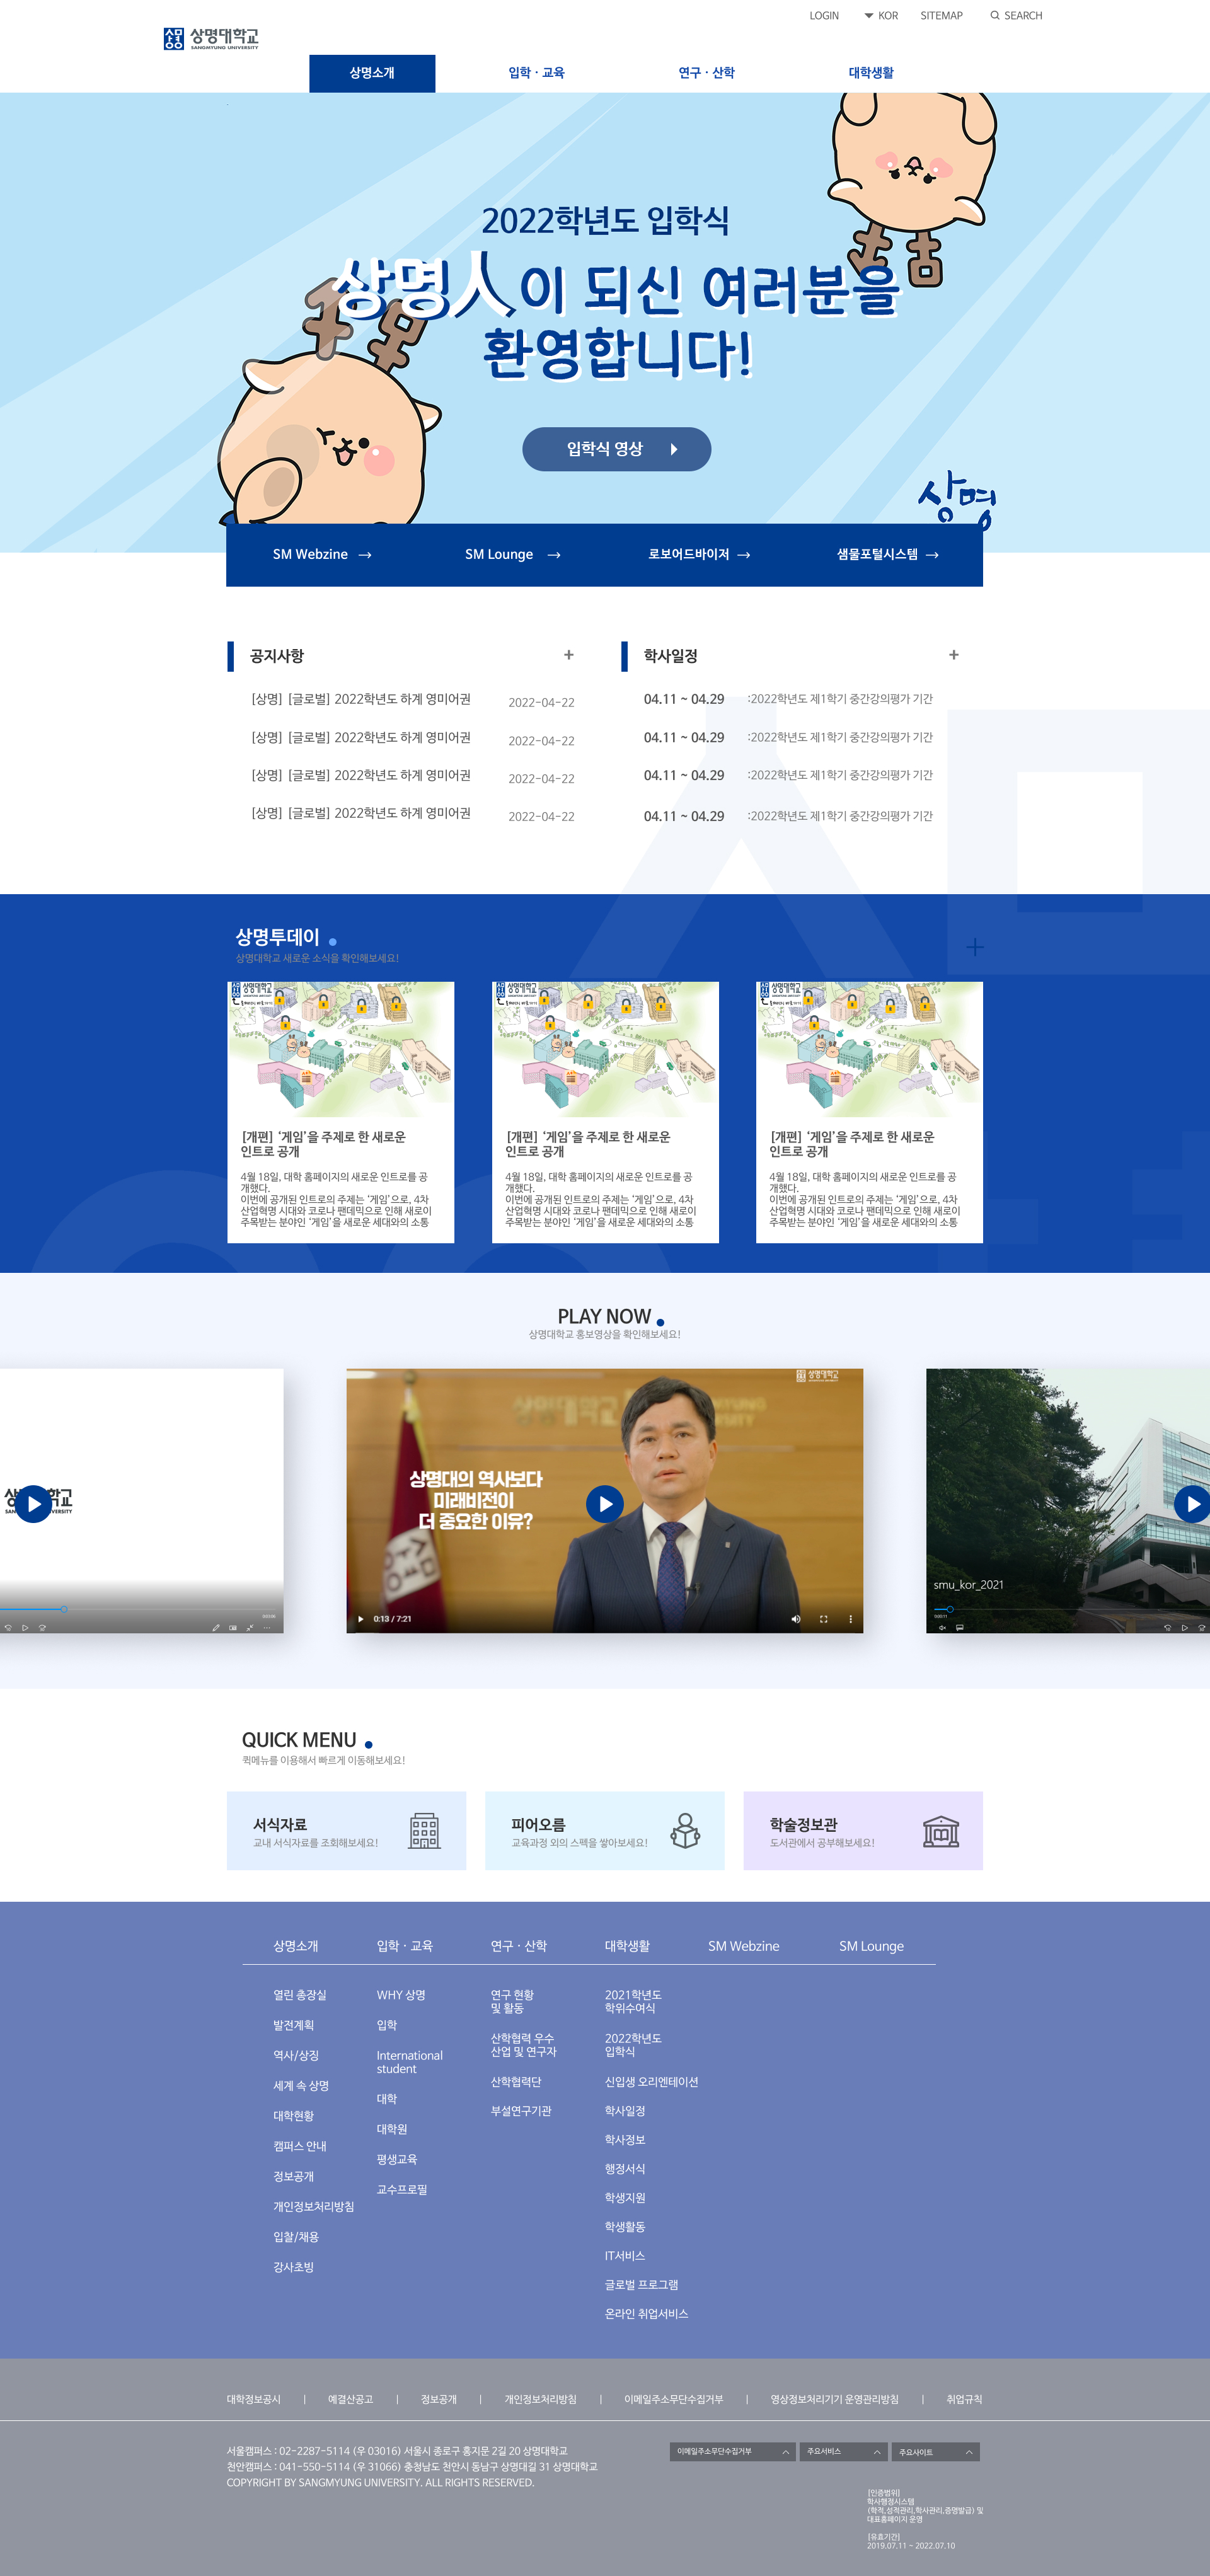 LOGIN KOR SITEMAP SEARCH
상명대학교
SANGMYUNG UNIVERSITY
상명소개 입학 · 교육 연구 · 산학 대학생활
2022학년도 입학식
상명人이 되신 여러분을
환영합니다!
입학식 영상
상명
SM Webzine SM Lounge 로보어드바이저 샘물포털시스템
공지사항 +
[상명] [글로벌] 2022학년도 하계 영미어권 2022-04-22
[상명] [글로벌] 2022학년도 하계 영미어권 2022-04-22
[상명] [글로벌] 2022학년도 하계 영미어권 2022-04-22
[상명] [글로벌] 2022학년도 하계 영미어권 2022-04-22
학사일정 +
04.11 ~ 04.29 :2022학년도 제1학기 중간강의평가 기간
04.11 ~ 04.29 :2022학년도 제1학기 중간강의평가 기간
04.11 ~ 04.29 :2022학년도 제1학기 중간강의평가 기간
04.11 ~ 04.29 :2022학년도 제1학기 중간강의평가 기간
상명투데이
상명대학교 새로운 소식을 확인해보세요!
상명대학교
[개편] ‘게임’을 주제로 한 새로운
인트로 공개
4월 18일, 대학 홈페이지의 새로운 인트로를 공
개했다.
이번에 공개된 인트로의 주제는 ‘게임’으로, 4차
산업혁명 시대와 코로나 팬데믹으로 인해 새로이
주목받는 분야인 ‘게임’을 새로운 세대와의 소통
상명대학교
[개편] ‘게임’을 주제로 한 새로운
인트로 공개
4월 18일, 대학 홈페이지의 새로운 인트로를 공
개했다.
이번에 공개된 인트로의 주제는 ‘게임’으로, 4차
산업혁명 시대와 코로나 팬데믹으로 인해 새로이
주목받는 분야인 ‘게임’을 새로운 세대와의 소통
상명대학교
[개편] ‘게임’을 주제로 한 새로운
인트로 공개
4월 18일, 대학 홈페이지의 새로운 인트로를 공
개했다.
이번에 공개된 인트로의 주제는 ‘게임’으로, 4차
산업혁명 시대와 코로나 팬데믹으로 인해 새로이
주목받는 분야인 ‘게임’을 새로운 세대와의 소통
PLAY NOW
상명대학교 홍보영상을 확인해보세요!
상명대학교
상명대의 역사보다
미래비전이
더 중요한 이유?
0:13 / 7:21
smu_kor_2021
QUICK MENU
퀵메뉴를 이용해서 빠르게 이동해보세요!
서식자료
교내 서식자료를 조회해보세요!
피어오름
교육과정 외의 스펙을 쌓아보세요!
학술정보관
도서관에서 공부해보세요!
상명소개 입학 · 교육 연구 · 산학 대학생활 SM Webzine SM Lounge
열린 총장실
발전계획
역사/상징
세계 속 상명
대학현황
캠퍼스 안내
정보공개
개인정보처리방침
입찰/채용
강사초빙
WHY 상명
입학
International
student
대학
대학원
평생교육
교수프로필
연구 현황
및 활동
산학협력 우수
산업 및 연구자
산학협력단
부설연구기관
2021학년도
학위수여식
2022학년도
입학식
신입생 오리엔테이션
학사일정
학사정보
행정서식
학생지원
학생활동
IT서비스
글로벌 프로그램
온라인 취업서비스
대학정보공시 | 예결산공고 | 정보공개 | 개인정보처리방침 | 이메일주소무단수집거부 | 영상정보처리기기 운영관리방침 | 취업규칙
서울캠퍼스 : 02-2287-5114 (우 03016) 서울시 종로구 홍지문 2길 20 상명대학교
천안캠퍼스 : 041-550-5114 (우 31066) 충청남도 천안시 동남구 상명대길 31 상명대학교
COPYRIGHT BY SANGMYUNG UNIVERSITY. ALL RIGHTS RESERVED.
이메일주소무단수집거부 주요서비스 주요사이트
[인증범위]
학사행정시스템
(학적,성적관리,학사관리,증명발급) 및
대표홈페이지 운영
[유효기간]
2019.07.11 ~ 2022.07.10